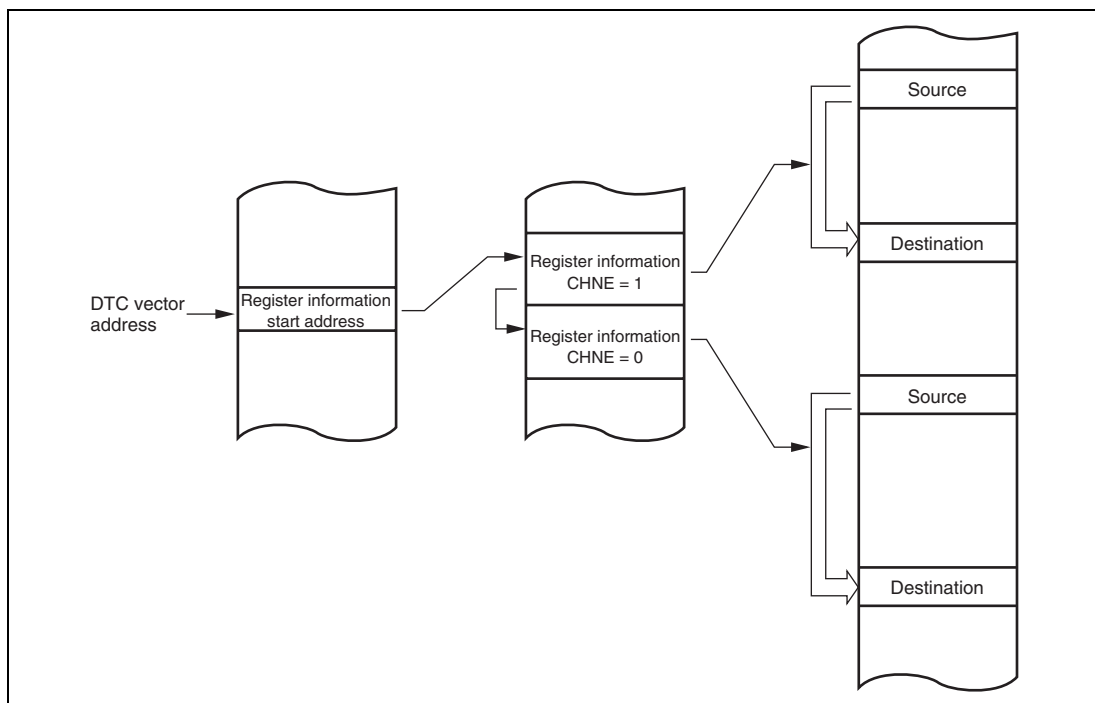 DTC vector
address
Register information
start address
Register information
CHNE = 1
Register information
CHNE = 0
Source
Destination
Source
Destination